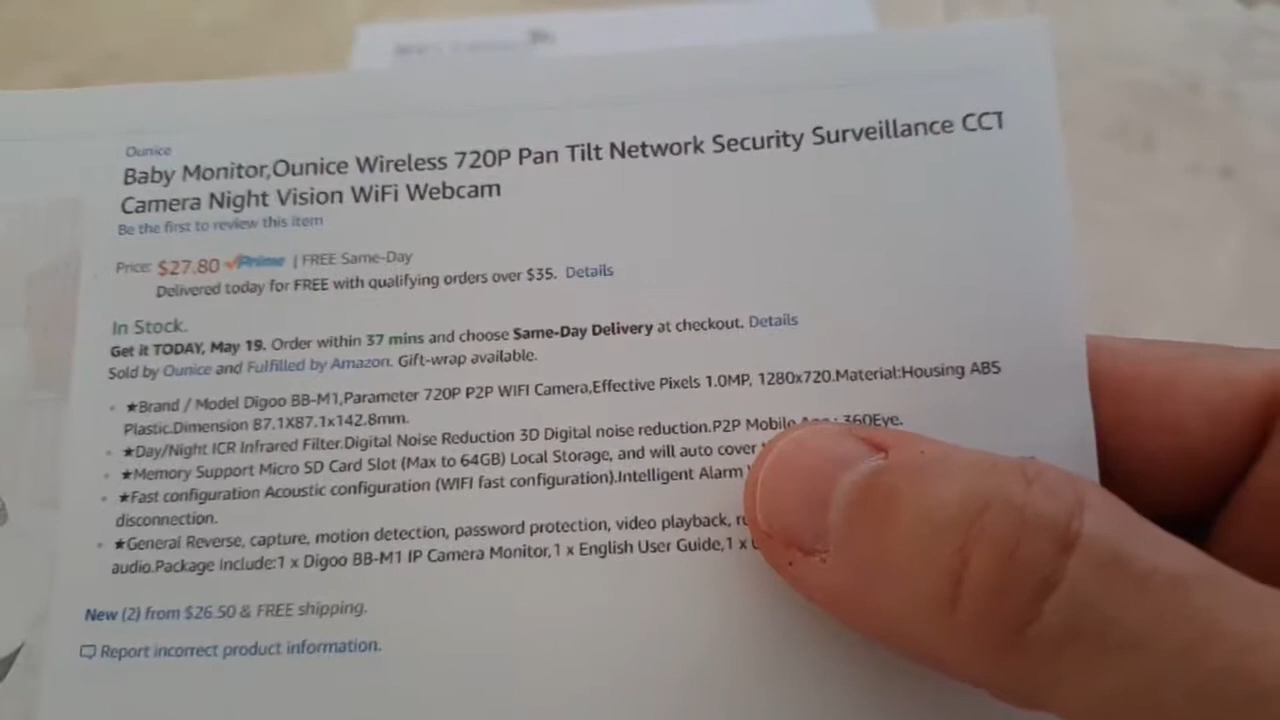 Ounice
Baby Monitor,Ounice Wireless 720P Pan Tilt Network Security Surveillance CCT
Camera Night Vision WiFi Webcam
Be the first to review this item
Price: $27.80 Prime | FREE Same-Day
Delivered today for FREE with qualifying orders over $35. Details
In Stock.
Get it TODAY, May 19. Order within 37 mins and choose Same-Day Delivery at checkout. Details
Sold by Ounice and Fulfilled by Amazon. Gift-wrap available.
★Brand / Model Digoo BB-M1,Parameter 720P P2P WIFI Camera,Effective Pixels 1.0MP, 1280x720.Material:Housing ABS
Plastic.Dimension 87.1X87.1x142.8mm.
★Day/Night ICR Infrared Filter.Digital Noise Reduction 3D Digital noise reduction.P2P Mobile 360Eye.
★Memory Support Micro SD Card Slot (Max to 64GB) Local Storage, and will auto cover
★Fast configuration Acoustic configuration (WIFI fast configuration).Intelligent Alarm
disconnection.
★General Reverse, capture, motion detection, password protection, video playback,
audio.Package Include:1 x Digoo BB-M1 IP Camera Monitor,1 x English User Guide,1 x
New (2) from $26.50 & FREE shipping.
Report incorrect product information.